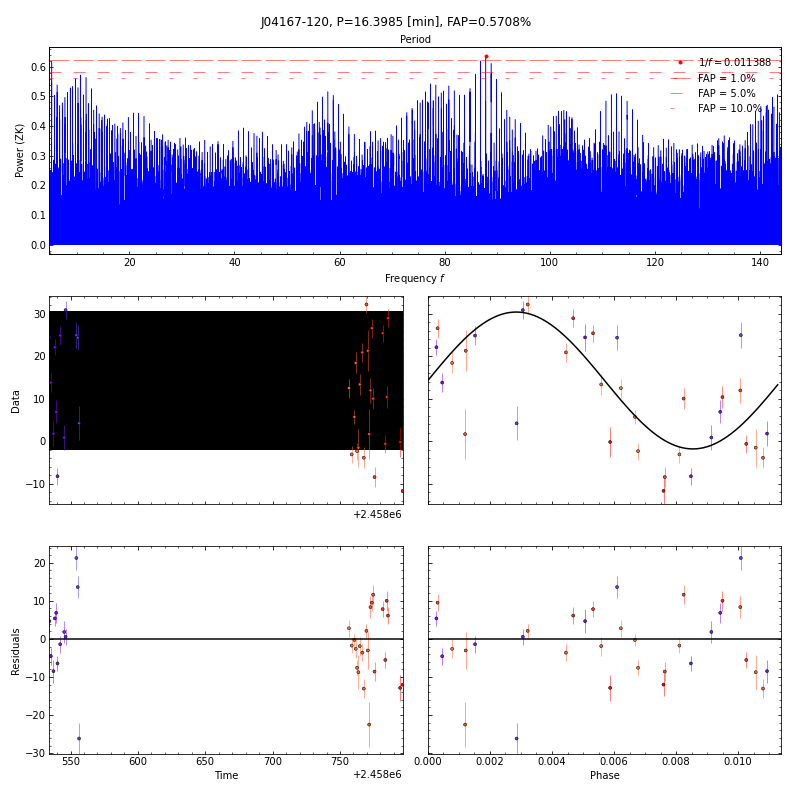 J04167-120, P=16.3985 [min], FAP=0.5708%
Period
Power (ZK)
0.6
0.5
0.4
0.3
0.2
0.1
0.0
1/f = 0.011388
FAP = 1.0%
FAP = 5.0%
FAP = 10.0%
20 40 60 80 100 120 140
Frequency f
Data
30
20
10
0
−10
+2.458e6
Residuals
20
10
0
−10
−20
−30
550 600 650 700 750
Time
+2.458e6
0.000 0.002 0.004 0.006 0.008 0.010
Phase